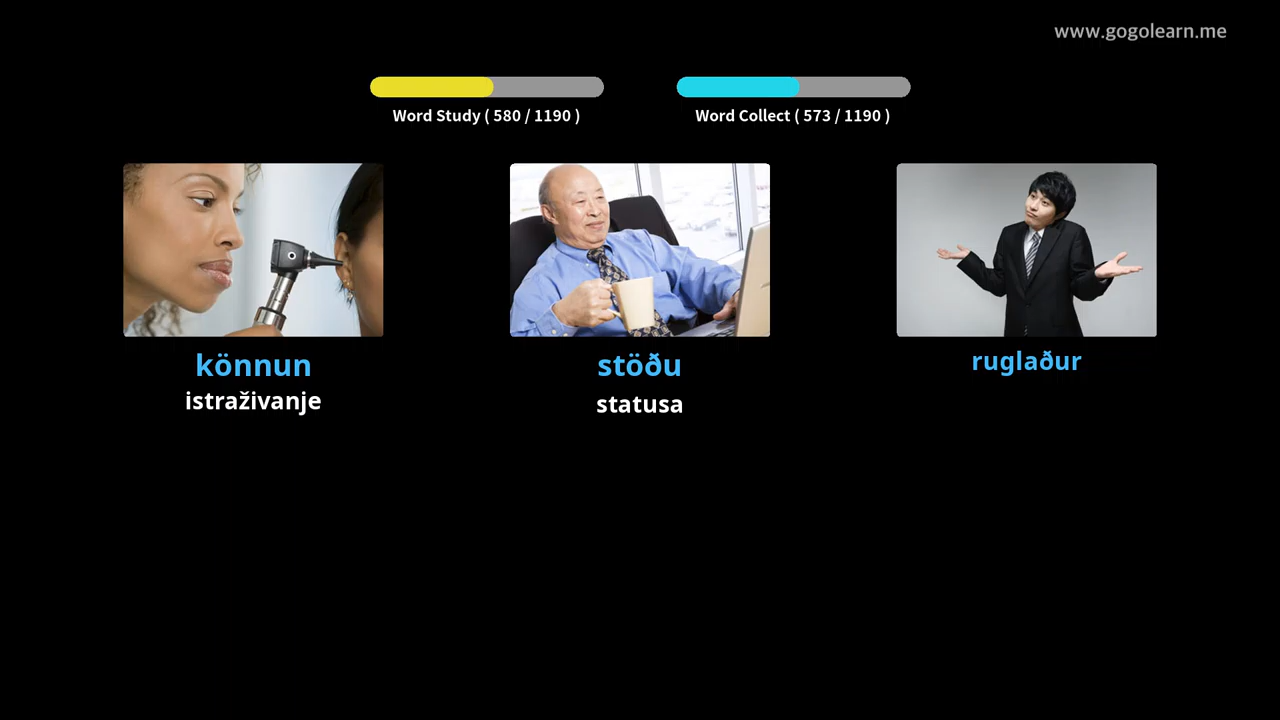 www.gogolearn.me
Word Study ( 580 / 1190 )
Word Collect ( 573 / 1190 )
könnun
stöðu
ruglaður
istraživanje
statusa